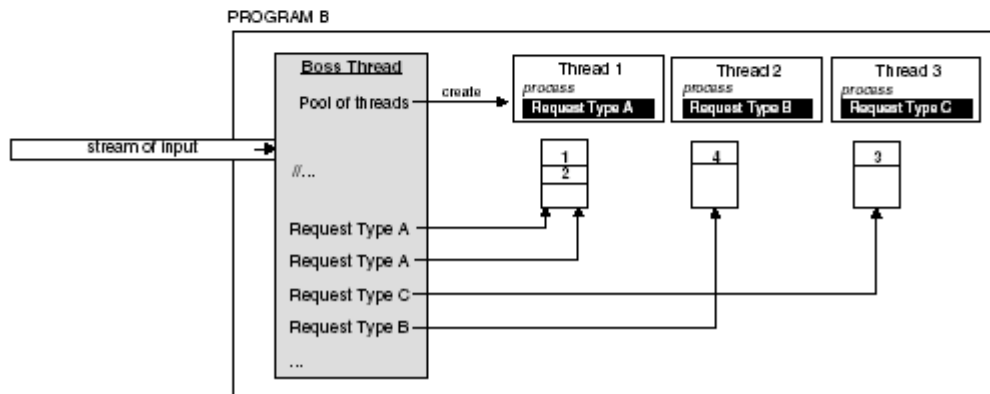 PROGRAM B
Boss Thread
Pool of threads
create
Thread 1
process
Request Type A
Thread 2
process
Request Type B
Thread 3
process
Request Type C
stream of input
//...
1
2
4
3
Request Type A
Request Type A
Request Type C
Request Type B
...